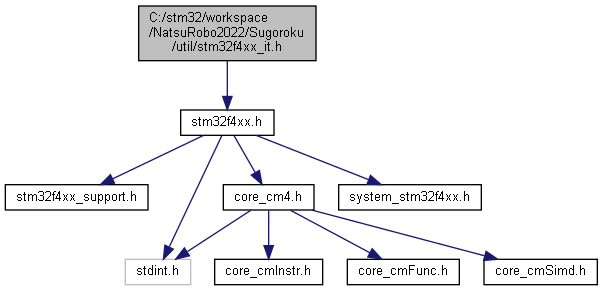 C:/stm32/workspace
/NatsuRobo2022/Sugoroku
/util/stm32f4xx_it.h
stm32f4xx.h
stm32f4xx_support.h
core_cm4.h
system_stm32f4xx.h
stdint.h
core_cmInstr.h
core_cmFunc.h
core_cmSimd.h